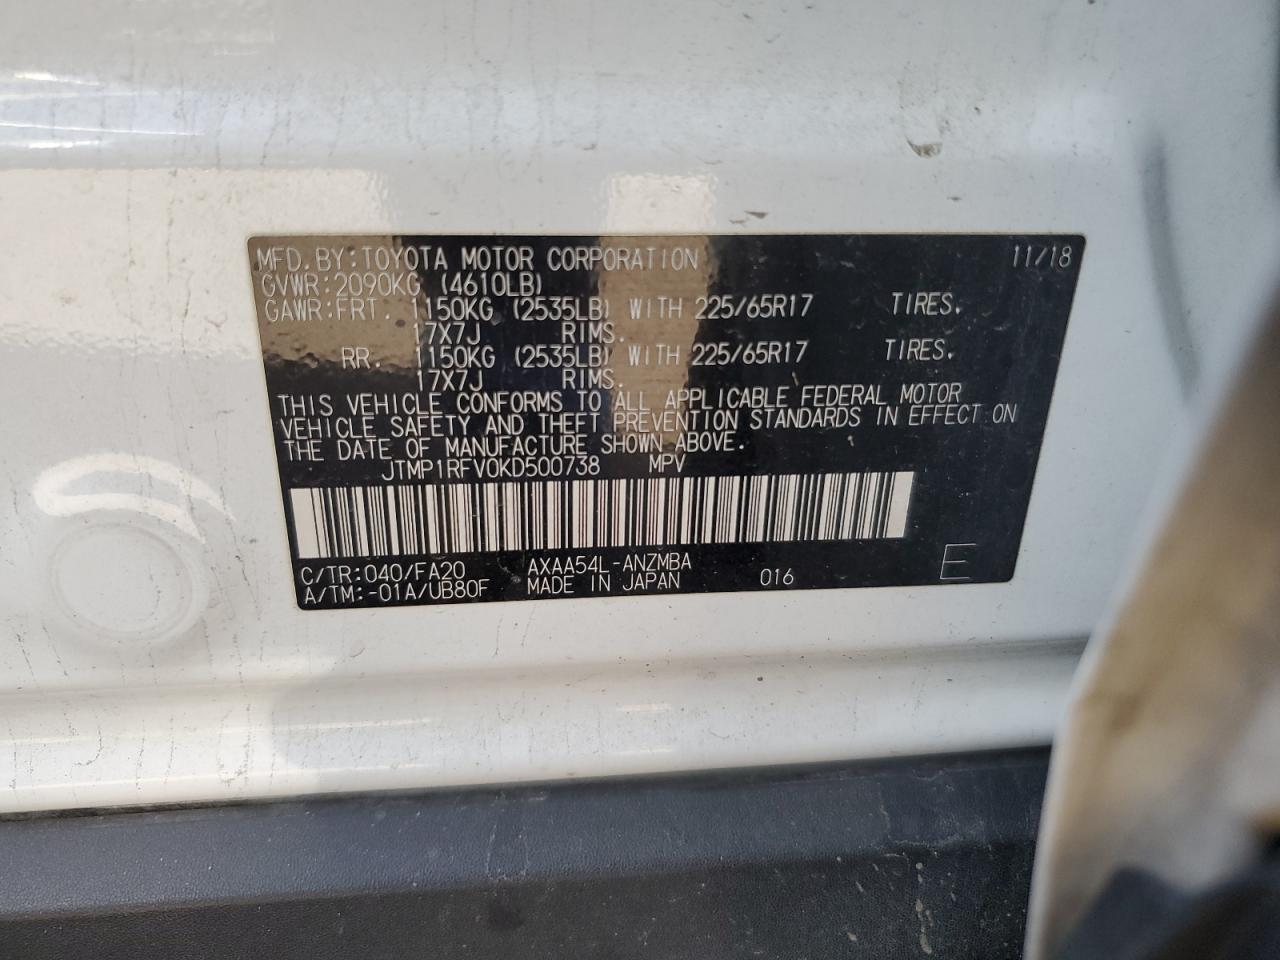 MFD. BY: TOYOTA MOTOR CORPORATION 11/18
GVWR: 2090KG (4610LB)
GAWR: FRT. 1150KG (2535LB) WITH 225/65R17 TIRES.
17X7J RIMS.
RR. 1150KG (2535LB) WITH 225/65R17 TIRES.
17X7J RIMS.
THIS VEHICLE CONFORMS TO ALL APPLICABLE FEDERAL MOTOR
VEHICLE SAFETY AND THEFT PREVENTION STANDARDS IN EFFECT ON
THE DATE OF MANUFACTURE SHOWN ABOVE.
JTMP1RFV0KD500738 MPV
C/TR: 040/FA20 AXAA54L-ANZMBA
A/TM: -01A/UB80F MADE IN JAPAN 016 E